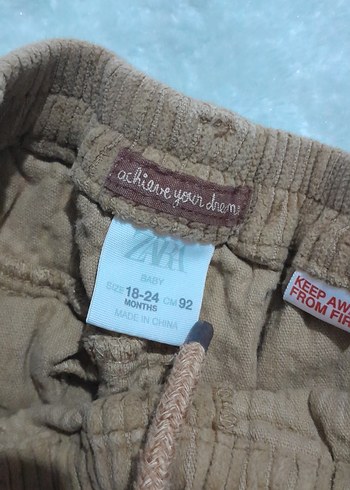 achieve your dream
ZARA
BABY
SIZE 18-24 CM 92
MONTHS
MADE IN CHINA
KEEP AWA
FROM FIR